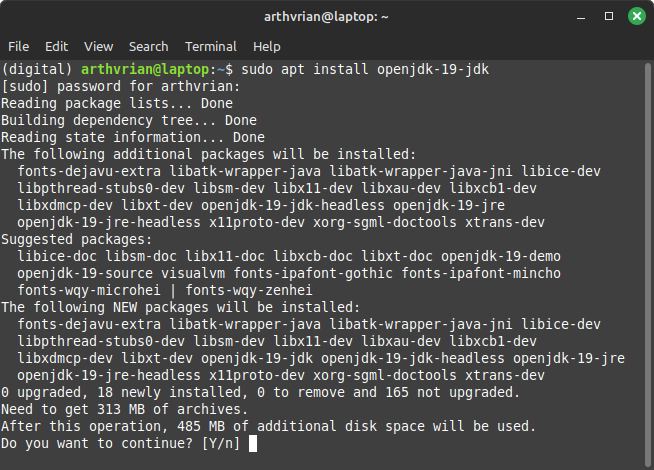 arthvrian@laptop: ~
File Edit View Search Terminal Help
(digital) arthvrian@laptop:~$ sudo apt install openjdk-19-jdk
[sudo] password for arthvrian:
Reading package lists... Done
Building dependency tree... Done
Reading state information... Done
The following additional packages will be installed:
  fonts-dejavu-extra libatk-wrapper-java libatk-wrapper-java-jni libice-dev
  libpthread-stubs0-dev libsm-dev libx11-dev libxau-dev libxcb1-dev
  libxdmcp-dev libxt-dev openjdk-19-jdk-headless openjdk-19-jre
  openjdk-19-jre-headless x11proto-dev xorg-sgml-doctools xtrans-dev
Suggested packages:
  libice-doc libsm-doc libx11-doc libxcb-doc libxt-doc openjdk-19-demo
  openjdk-19-source visualvm fonts-ipafont-gothic fonts-ipafont-mincho
  fonts-wqy-microhei | fonts-wqy-zenhei
The following NEW packages will be installed:
  fonts-dejavu-extra libatk-wrapper-java libatk-wrapper-java-jni libice-dev
  libpthread-stubs0-dev libsm-dev libx11-dev libxau-dev libxcb1-dev
  libxdmcp-dev libxt-dev openjdk-19-jdk openjdk-19-jdk-headless openjdk-19-jre
  openjdk-19-jre-headless x11proto-dev xorg-sgml-doctools xtrans-dev
0 upgraded, 18 newly installed, 0 to remove and 165 not upgraded.
Need to get 313 MB of archives.
After this operation, 485 MB of additional disk space will be used.
Do you want to continue? [Y/n]